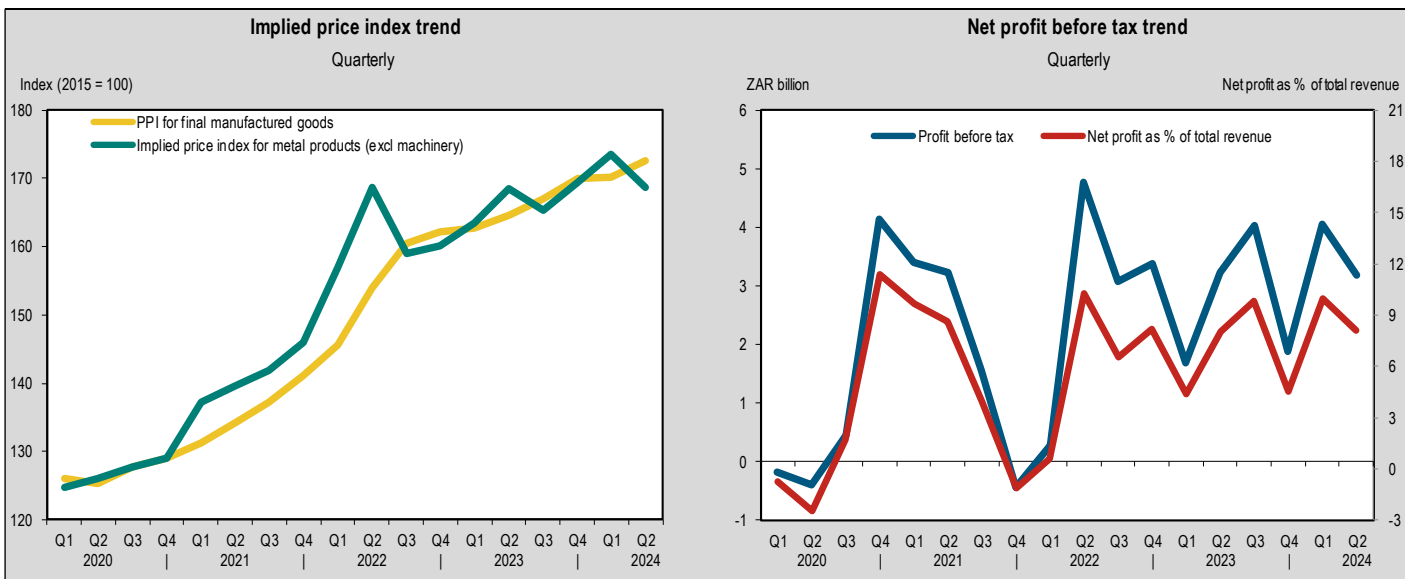 Implied price index trend
Quarterly
Index (2015 = 100)
180
170
160
150
140
130
120
PPI for final manufactured goods
Implied price index for metal products (excl machinery)
Q1 Q2 Q3 Q4 Q1 Q2 Q3 Q4 Q1 Q2 Q3 Q4 Q1 Q2 Q3 Q4 Q1 Q2
2020 | 2021 | 2022 | 2023 | 2024
Net profit before tax trend
Quarterly
ZAR billion
Net profit as % of total revenue
6
5
4
3
2
1
0
-1
Profit before tax
Net profit as % of total revenue
21
18
15
12
9
6
3
0
-3
Q1 Q2 Q3 Q4 Q1 Q2 Q3 Q4 Q1 Q2 Q3 Q4 Q1 Q2 Q3 Q4 Q1 Q2
2020 | 2021 | 2022 | 2023 | 2024